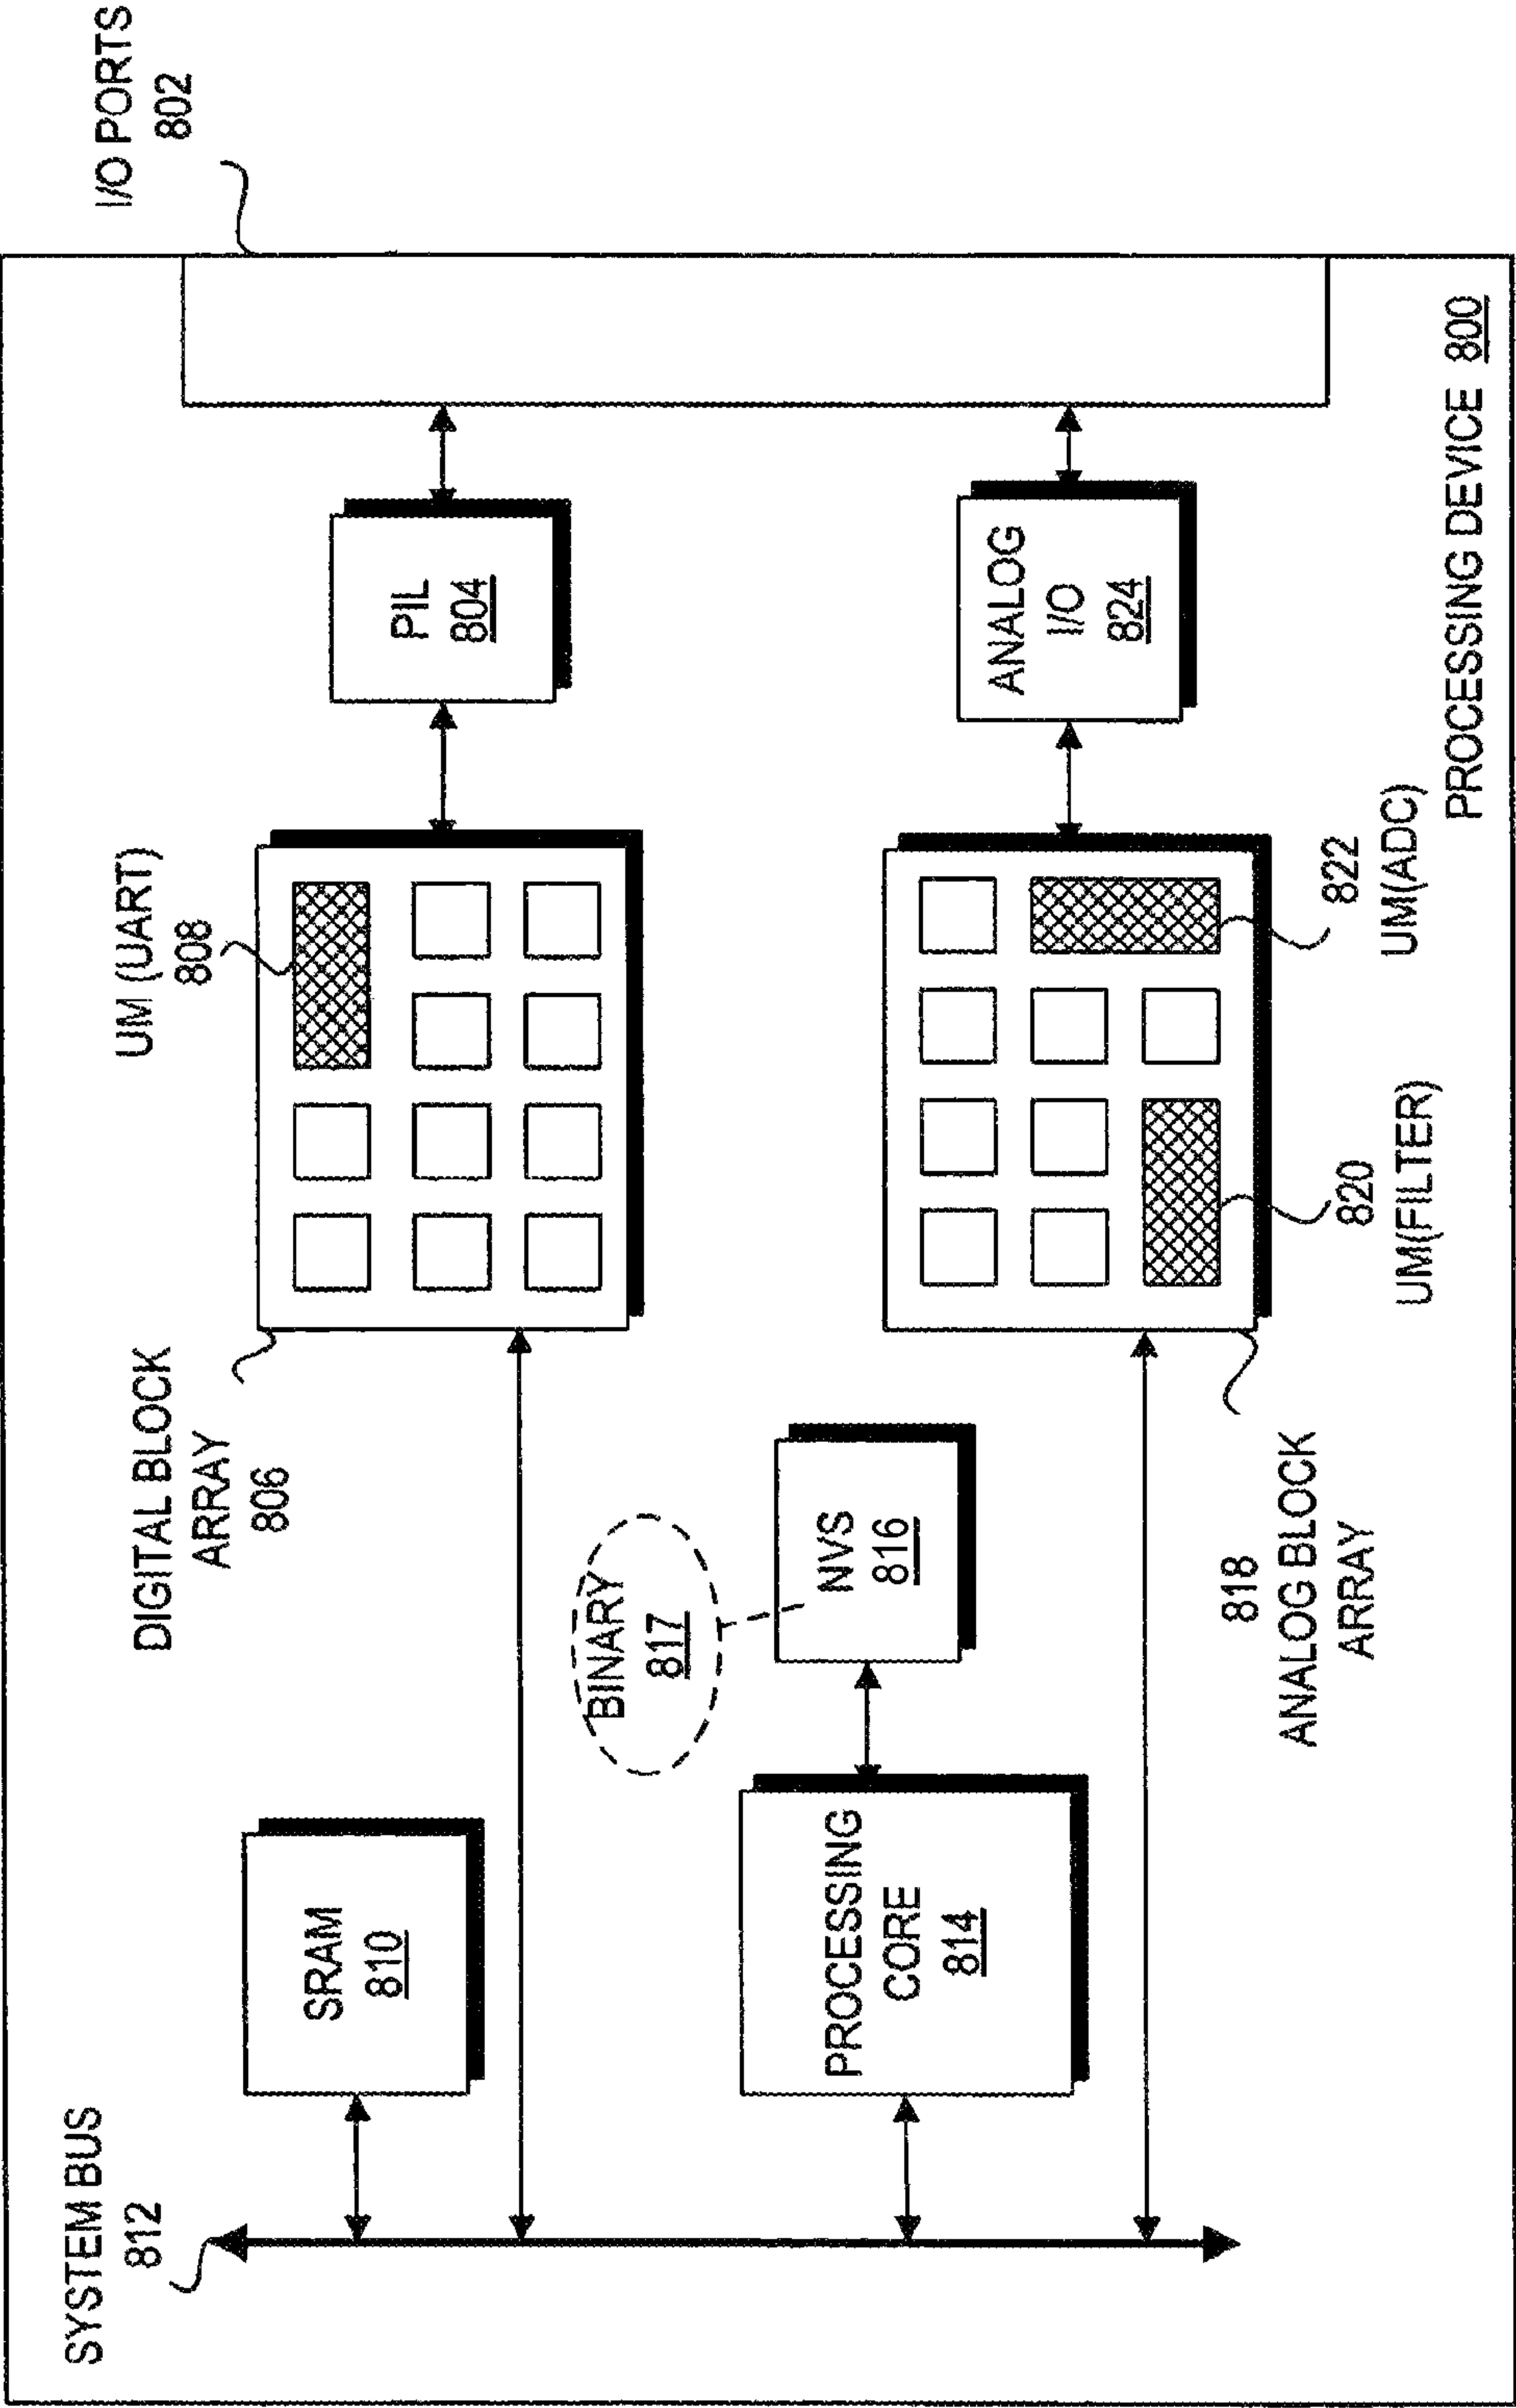 SYSTEM BUS
812
SRAM
810
DIGITAL BLOCK
ARRAY
806
UM (UART)
808
PIL
804
I/O PORTS
802
BINARY
817
NVS
816
PROCESSING
CORE
814
818
ANALOG BLOCK
ARRAY
820
UM(FILTER)
822
UM(ADC)
ANALOG
I/O
824
PROCESSING DEVICE 800